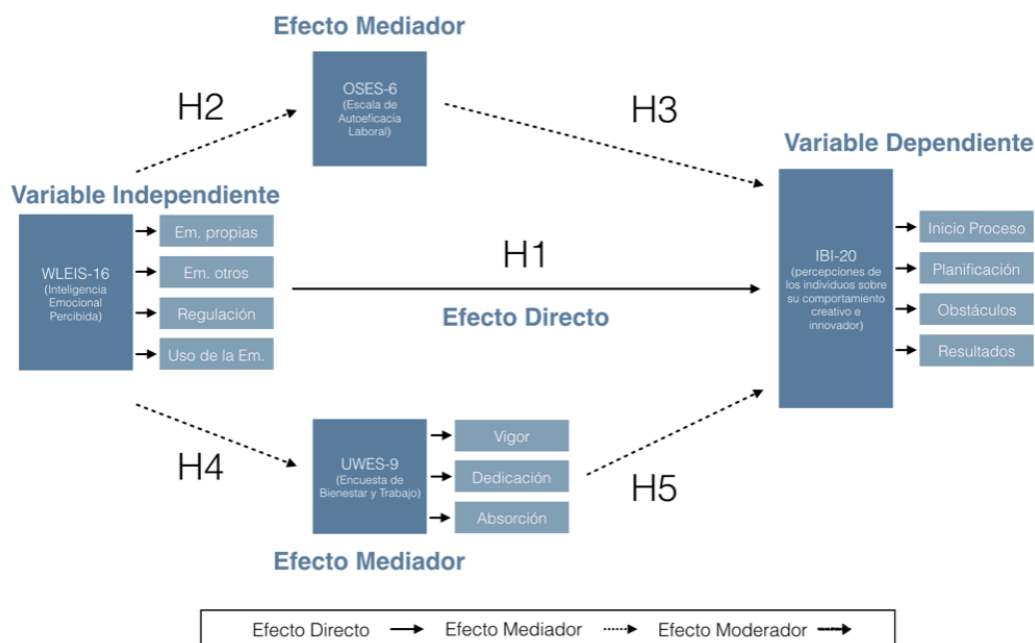 Efecto Mediador
OSES-6
(Escala de
Autoeficacia
Laboral)
H2
H3
Variable Dependiente
Variable Independiente
WLEIS-16
(Inteligencia
Emocional
Percibida)
Em. propias
Em. otros
Regulación
Uso de la Em.
H1
Efecto Directo
IBI-20
(percepciones de
los individuos sobre
su comportamiento
creativo e
innovador)
Inicio Proceso
Planificación
Obstáculos
Resultados
H4
UWES-9
(Encuesta de
Bienestar y Trabajo)
Vigor
Dedicación
Absorción
H5
Efecto Mediador
Efecto Directo Efecto Mediador Efecto Moderador